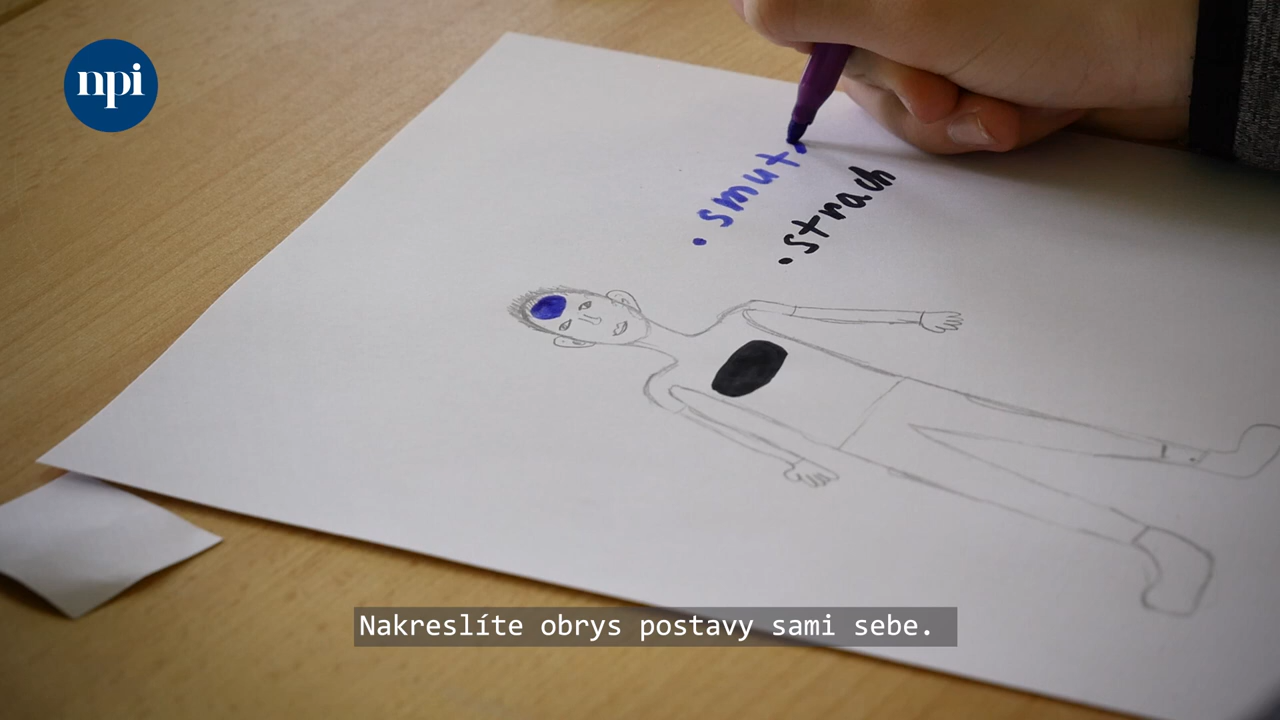 npi
• smut •
• strach
Nakreslíte obrys postavy sami sebe.